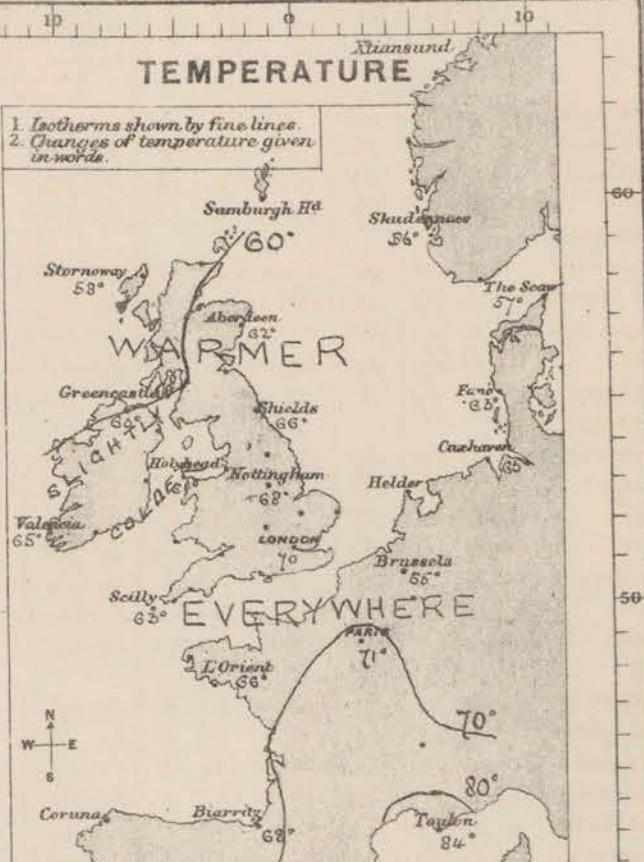 10 0 10
Xtiansund
TEMPERATURE
1. Isotherms shown by fine lines.
2. Changes of temperature given
in words.
60
Sumburgh Hd
Skudesnaes
56°
60°
Stornoway
58°
The Scaw
57°
Aberdeen
62°
WARMER
Greencastle
Fanö
63°
Shields
66°
SLIGHTLY
COLDER
Cuxhaven
65
Holyhead
Nottingham
68°
Helder
Valencia
65°
LONDON
70
Brussels
65°
Scilly
63°
50
EVERYWHERE
PARIS
71°
L'Orient
66°
70°
N
W E
S
80°
Coruna
Biarritz
68°
Toulon
84°